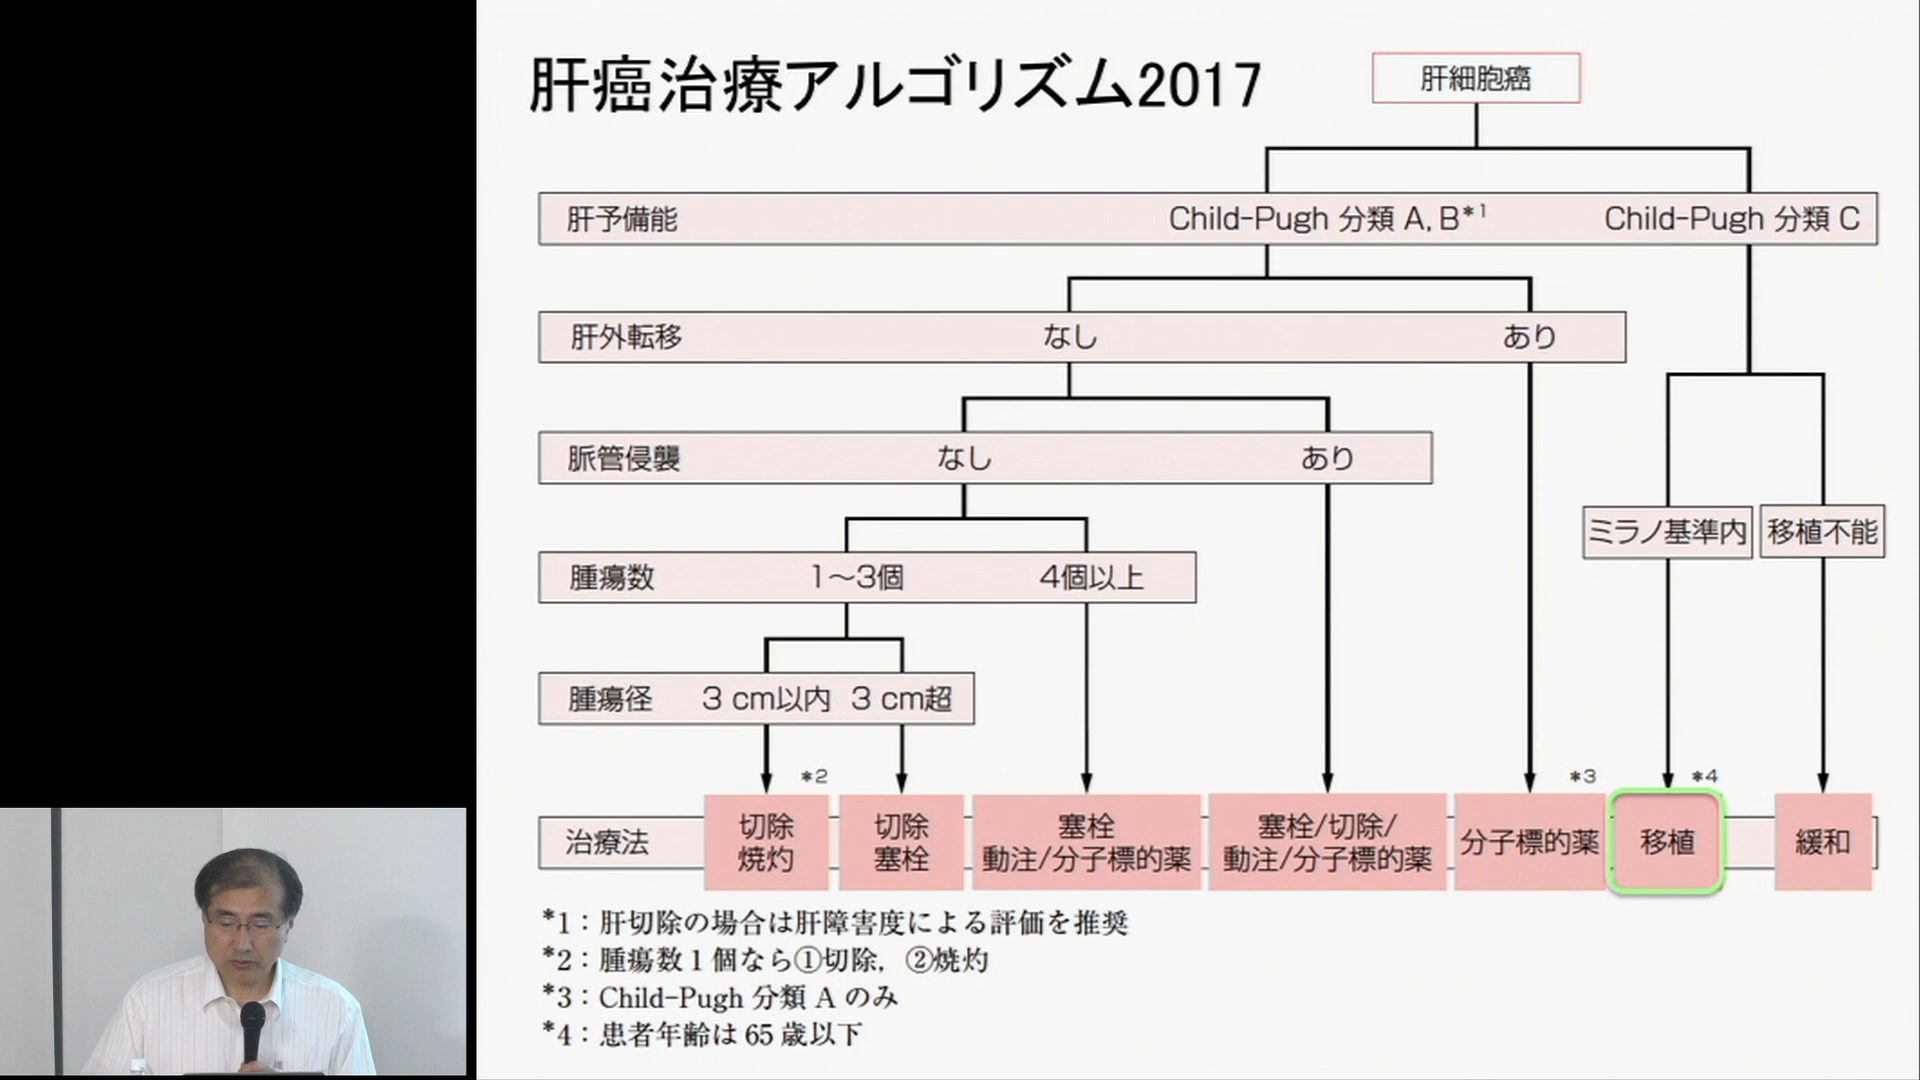 肝癌治療アルゴリズム2017
肝細胞癌
肝予備能 Child-Pugh 分類 A, B*1 Child-Pugh 分類 C
肝外転移 なし あり
脈管侵襲 なし あり
ミラノ基準内 移植不能
腫瘍数 1～3個 4個以上
腫瘍径 3 cm以内 3 cm超
*2 *3 *4
治療法
切除
焼灼
切除
塞栓
塞栓
動注/分子標的薬
塞栓/切除/
動注/分子標的薬
分子標的薬
移植
緩和
*1：肝切除の場合は肝障害度による評価を推奨
*2：腫瘍数1個なら①切除，②焼灼
*3：Child-Pugh 分類 A のみ
*4：患者年齢は65歳以下